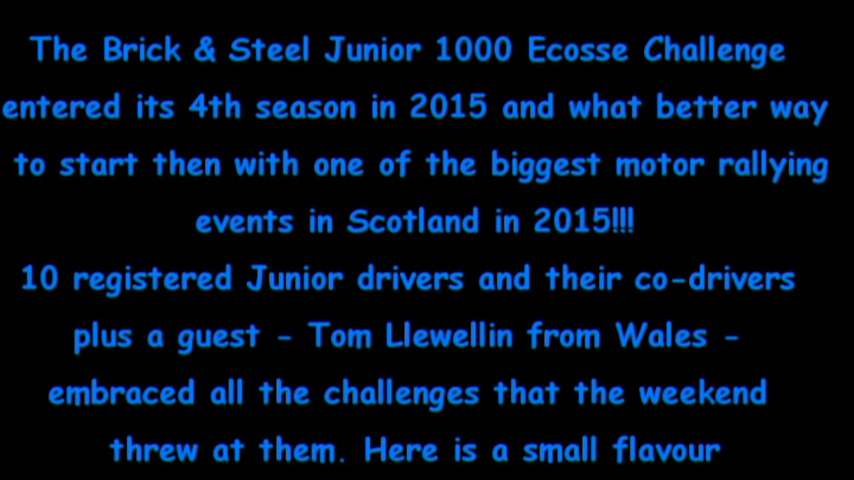 The Brick & Steel Junior 1000 Ecosse Challenge
entered its 4th season in 2015 and what better way
to start then with one of the biggest motor rallying
events in Scotland in 2015!!!
10 registered Junior drivers and their co-drivers
plus a guest - Tom Llewellin from Wales -
embraced all the challenges that the weekend
threw at them. Here is a small flavour